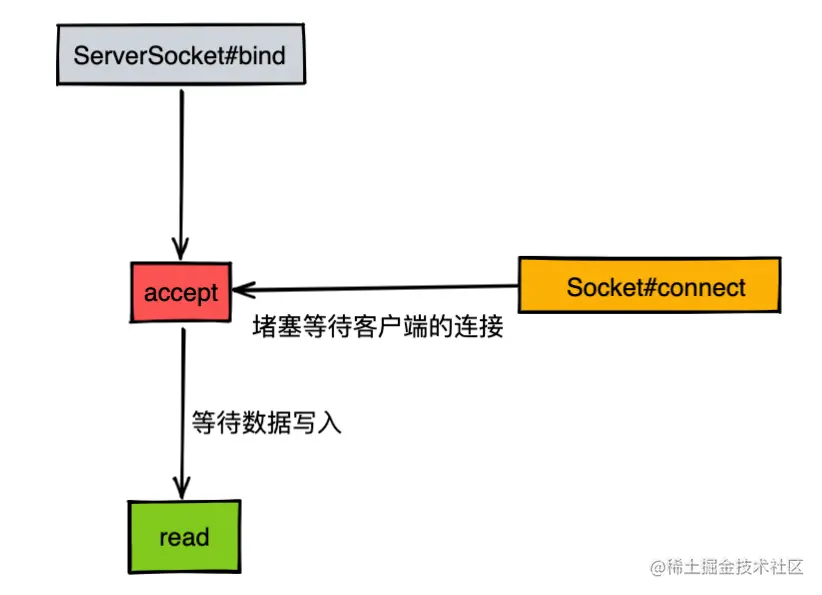 ServerSocket#bind
accept
Socket#connect
堵塞等待客户端的连接
等待数据写入
read
@稀土掘金技术社区